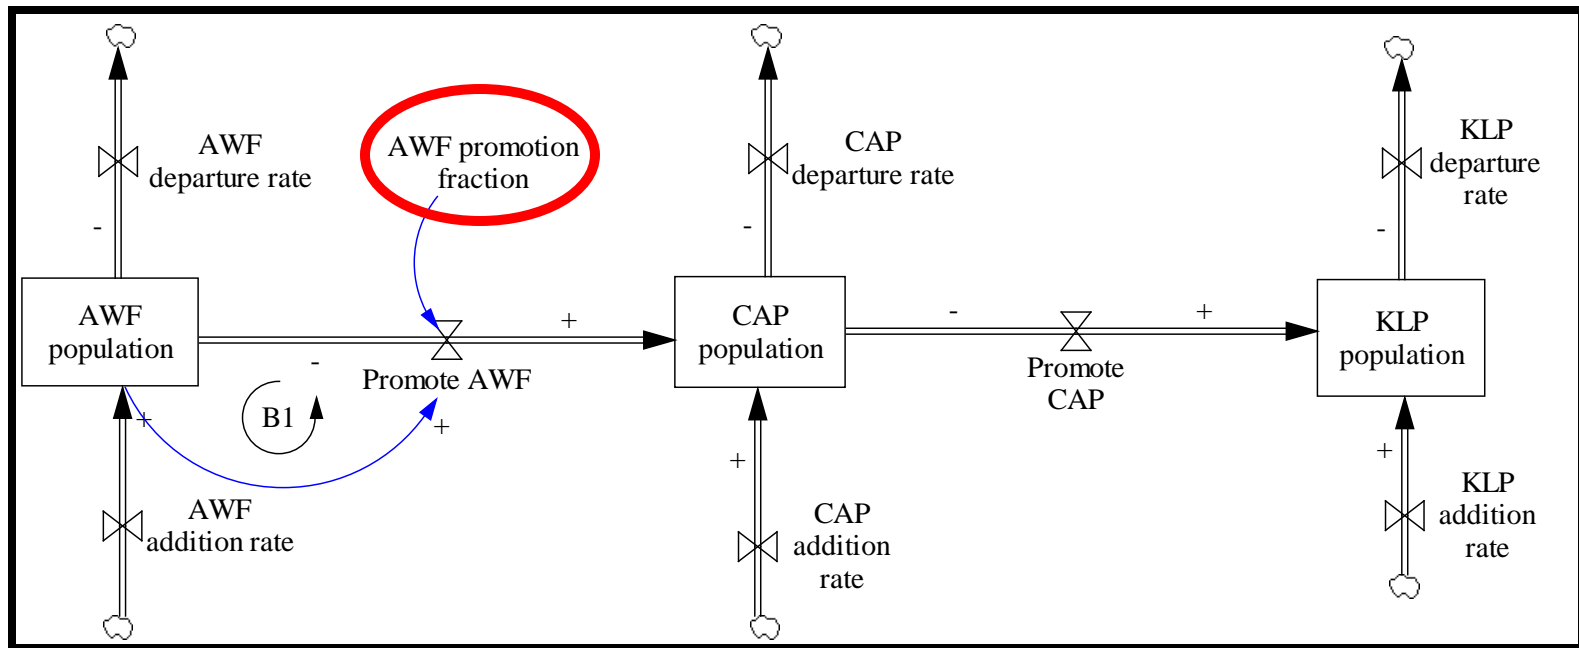 AWF
departure rate
AWF promotion
fraction
CAP
departure rate
KLP
departure
rate
-
-
-
AWF
population
-
Promote AWF
+
CAP
population
-
Promote
CAP
+
KLP
population
B1
+
+
+
+
AWF
addition rate
CAP
addition
rate
KLP
addition
rate